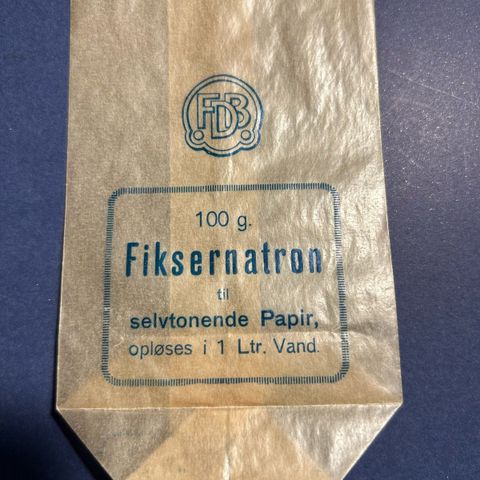 FDB
100 g.
Fiksernatron
til
selvtonende Papir,
opløses i 1 Ltr. Vand.